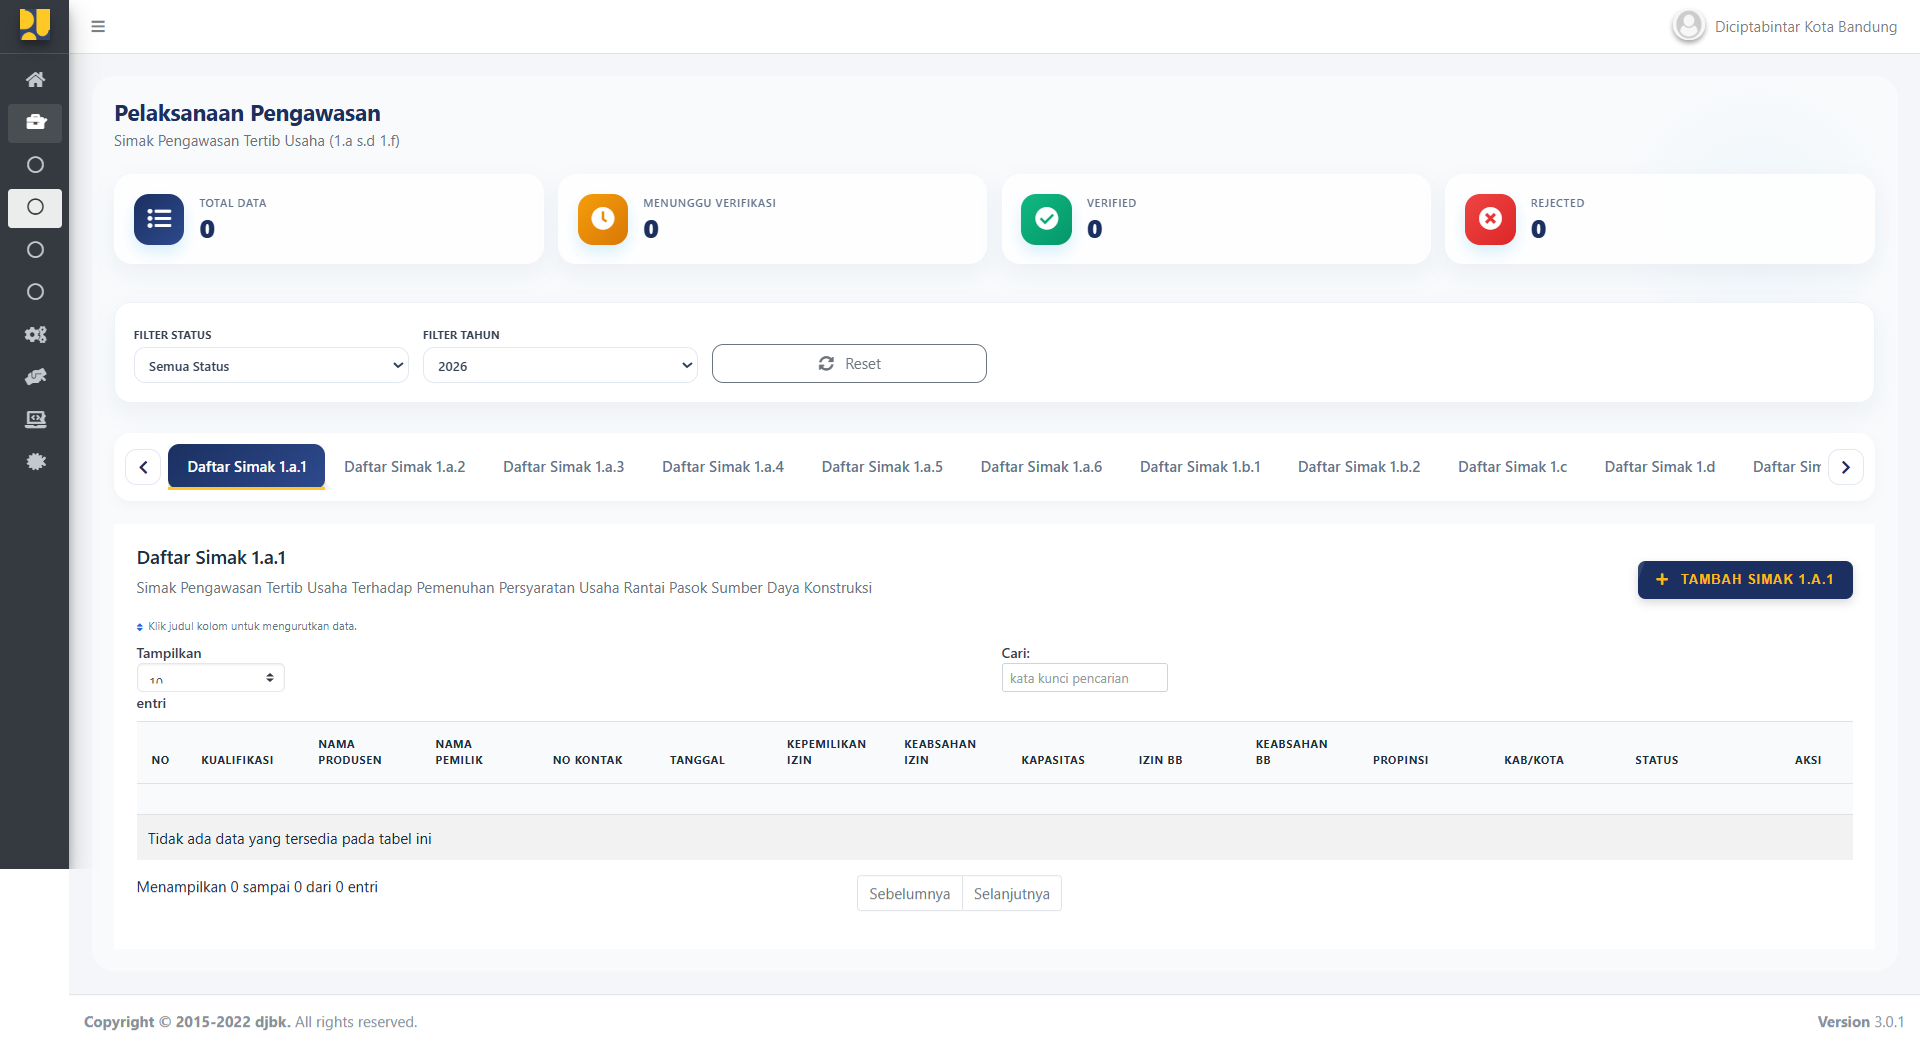 Diciptabintar Kota Bandung
Pelaksanaan Pengawasan
Simak Pengawasan Tertib Usaha (1.a s.d 1.f)
TOTAL DATA
0
MENUNGGU VERIFIKASI
0
VERIFIED
0
REJECTED
0
FILTER STATUS
Semua Status
FILTER TAHUN
2026
Reset
Daftar Simak 1.a.1
Daftar Simak 1.a.2
Daftar Simak 1.a.3
Daftar Simak 1.a.4
Daftar Simak 1.a.5
Daftar Simak 1.a.6
Daftar Simak 1.b.1
Daftar Simak 1.b.2
Daftar Simak 1.c
Daftar Simak 1.d
Daftar Sim
Daftar Simak 1.a.1
Simak Pengawasan Tertib Usaha Terhadap Pemenuhan Persyaratan Usaha Rantai Pasok Sumber Daya Konstruksi
TAMBAH SIMAK 1.A.1
Klik judul kolom untuk mengurutkan data.
Tampilkan
10
entri
Cari:
kata kunci pencarian
NO
KUALIFIKASI
NAMA PRODUSEN
NAMA PEMILIK
NO KONTAK
TANGGAL
KEPEMILIKAN IZIN
KEABSAHAN IZIN
KAPASITAS
IZIN BB
KEABSAHAN BB
PROPINSI
KAB/KOTA
STATUS
AKSI
Tidak ada data yang tersedia pada tabel ini
Menampilkan 0 sampai 0 dari 0 entri
Sebelumnya
Selanjutnya
Copyright © 2015-2022 djbk. All rights reserved.
Version 3.0.1